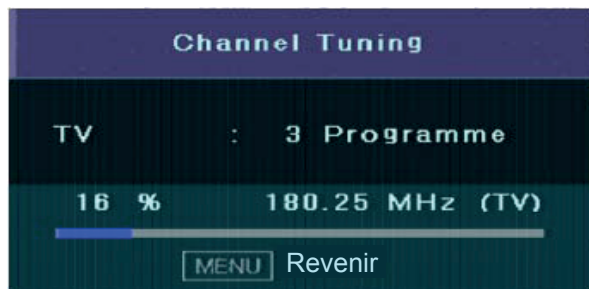 Channel Tuning
TV : 3 Programme
16 % 180.25 MHz (TV)
MENU Revenir